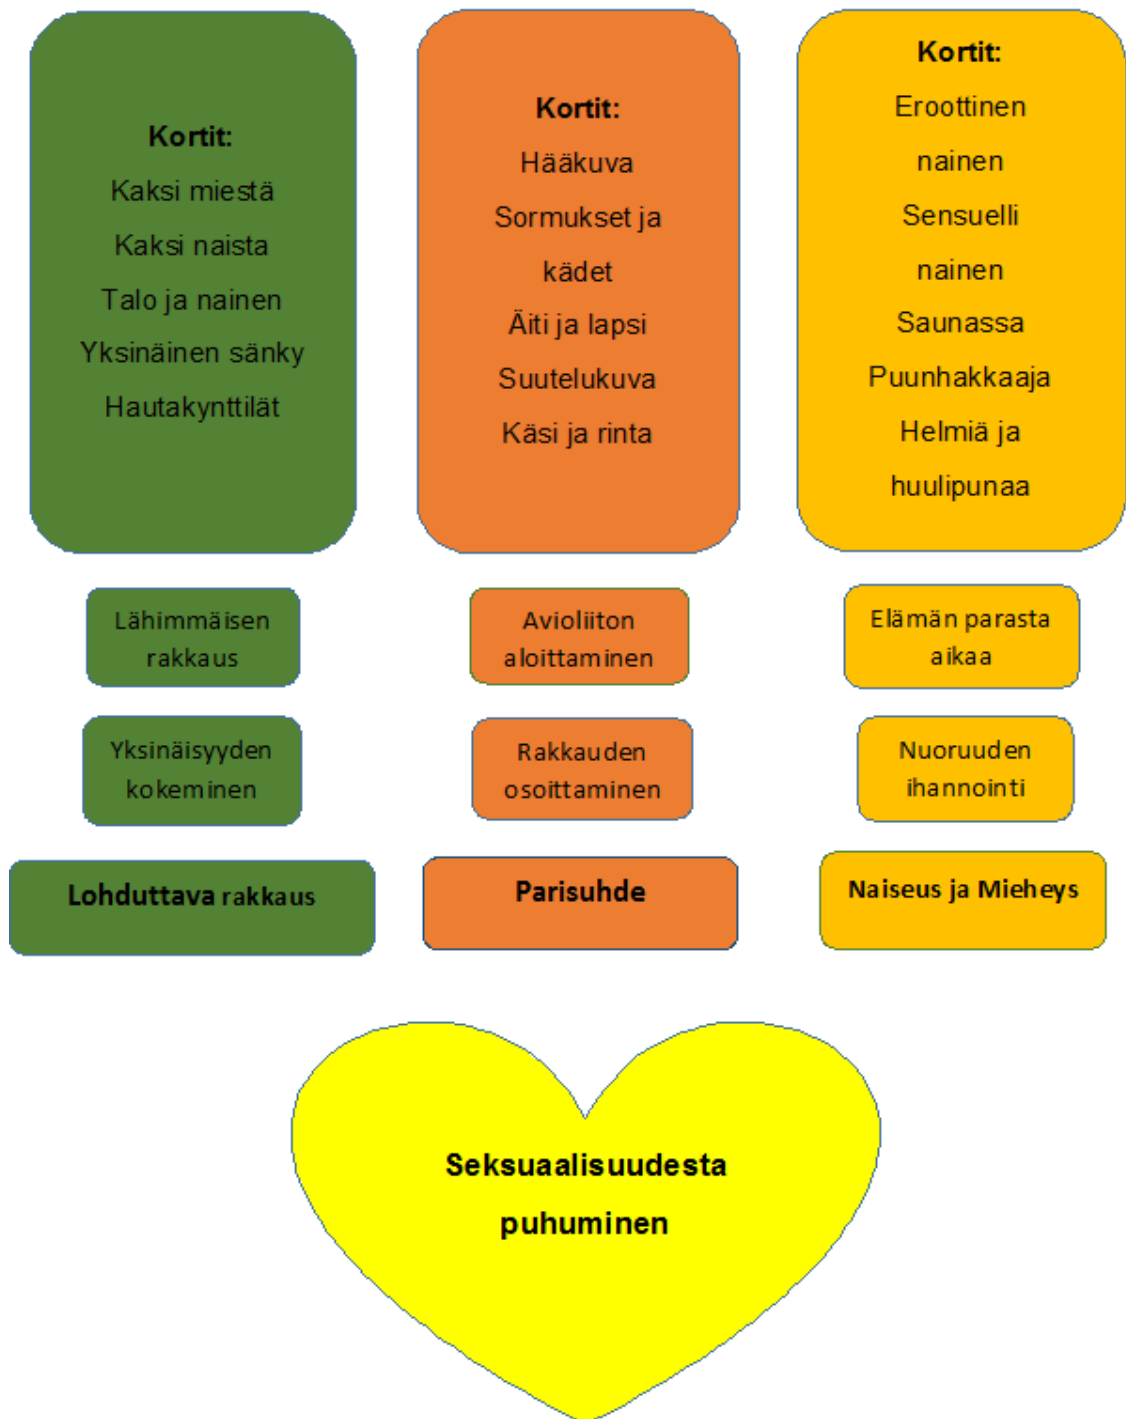 Kortit:
Kaksi miestä
Kaksi naista
Talo ja nainen
Yksinäinen sänky
Hautakynttilät
Kortit:
Hääkuva
Sormukset ja
kädet
Äiti ja lapsi
Suutelukuva
Käsi ja rinta
Kortit:
Eroottinen
nainen
Sensuelli
nainen
Saunassa
Puunhakkaaja
Helmiä ja
huulipunaa
Lähimmäisen
rakkaus
Avioliiton
aloittaminen
Elämän parasta
aikaa
Yksinäisyyden
kokeminen
Rakkauden
osoittaminen
Nuoruuden
ihannointi
Lohduttava rakkaus
Parisuhde
Naiseus ja Mieheys
Seksuaalisuudesta
puhuminen